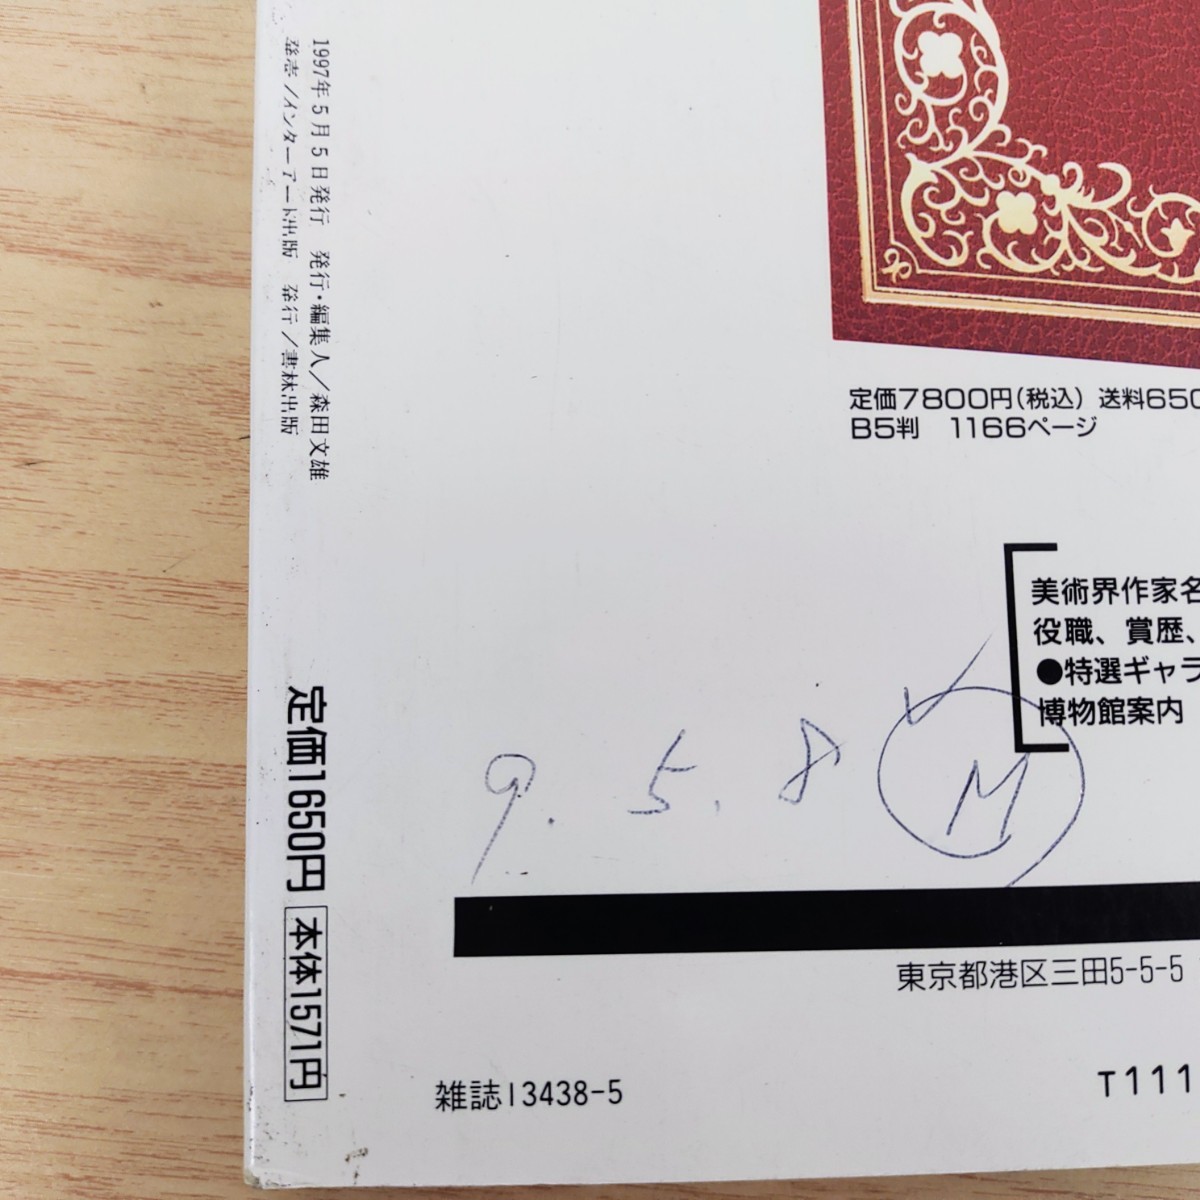 1997年5月5日発行　発行・編集人／森田文雄
発売／インターアート出版　発行／書林出版
定価1650円 本体1571円
定価7800円（税込）送料650
B5判　1166ページ
美術界作家名
役職、賞歴、
●特選ギャラ
博物館案内
9. 5. 8 M
東京都港区三田5-5-5
雑誌13438-5
T111